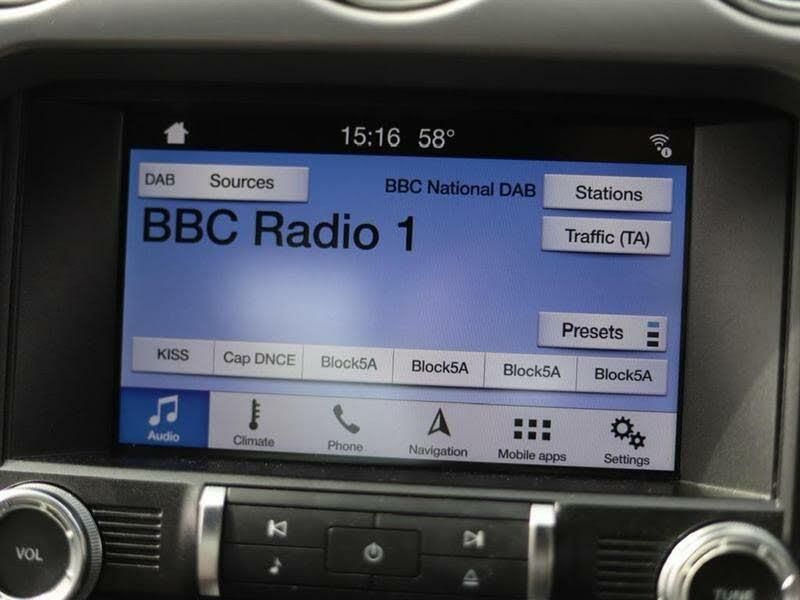 15:16 58°
DAB Sources
BBC National DAB
Stations
BBC Radio 1
Traffic (TA)
Presets
KISS
Cap DNCE
Block5A
Block5A
Block5A
Block5A
Audio
Climate
Phone
Navigation
Mobile apps
Settings
VOL
TUNE